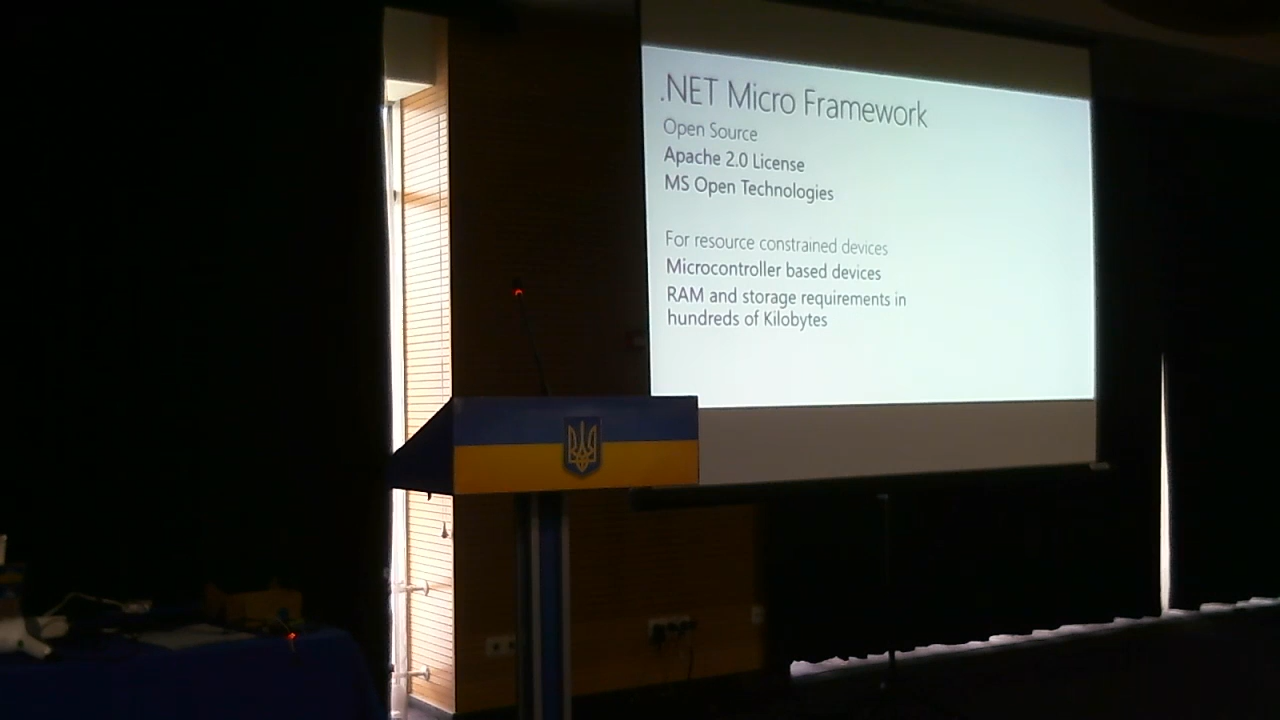 .NET Micro Framework
Open Source
Apache 2.0 License
MS Open Technologies
For resource constrained devices
Microcontroller based devices
RAM and storage requirements in
hundreds of Kilobytes